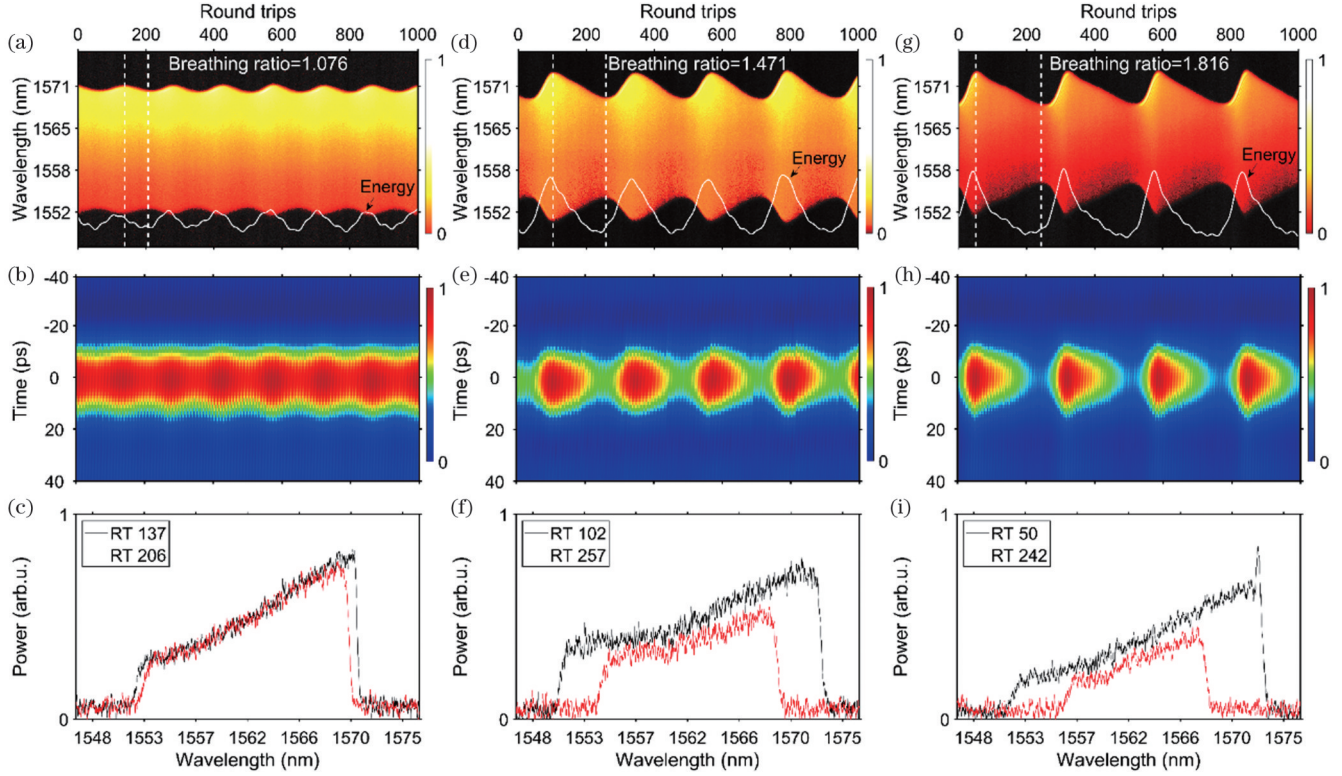 Round trips Round trips Round trips
(a) 0 200 400 600 800 1000 (d) 0 200 400 600 800 1000 (g) 0 200 400 600 800 1000
Breathing ratio=1.076 1 Breathing ratio=1.471 1 Breathing ratio=1.816 1
Wavelength (nm) 1571 1565 1558 1552 Energy 0
Wavelength (nm) 1571 1565 1558 1552 Energy 0
Wavelength (nm) 1571 1565 1558 1552 Energy 0
(b) Time (ps) -40 -20 0 20 40 1 0
(e) Time (ps) -40 -20 0 20 40 1 0
(h) Time (ps) -40 -20 0 20 40 1 0
(c) Power (arb.u.) 1 0
RT 137
RT 206
1548 1553 1557 1562 1566 1570 1575
Wavelength (nm)
(f) Power (arb.u.) 1 0
RT 102
RT 257
1548 1553 1557 1562 1566 1570 1575
Wavelength (nm)
(i) Power (arb.u.) 1 0
RT 50
RT 242
1548 1553 1557 1562 1566 1570 1575
Wavelength (nm)